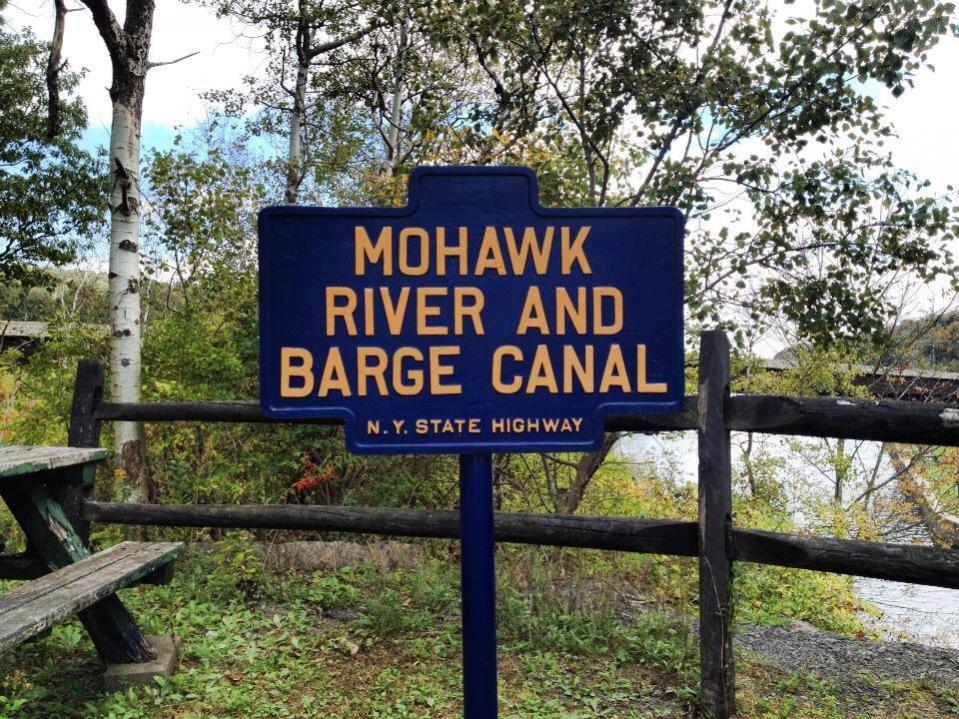 MOHAWK
RIVER AND
BARGE CANAL
N.Y. STATE HIGHWAY